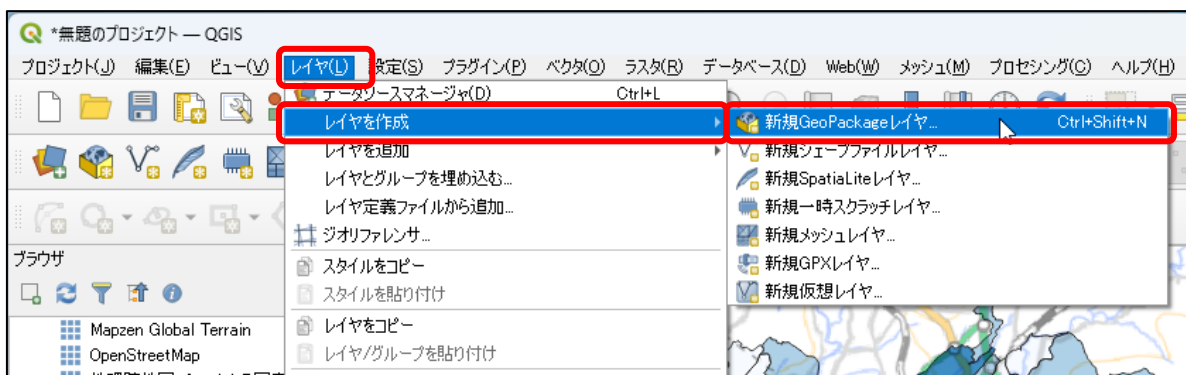 *無題のプロジェクト — QGIS
プロジェクト(J) 編集(E) ビュー(V) レイヤ(L) 設定(S) プラグイン(P) ベクタ(O) ラスタ(R) データベース(D) Web(W) メッシュ(M) プロセシング(C) ヘルプ(H)
データソースマネージャ(D) Ctrl+L
レイヤを作成
レイヤを追加
レイヤとグループを埋め込む...
レイヤ定義ファイルから追加...
ジオリファレンサ...
スタイルをコピー
スタイルを貼り付け
レイヤをコピー
レイヤ/グループを貼り付け
新規GeoPackageレイヤ... Ctrl+Shift+N
新規シェープファイルレイヤ...
新規SpatiaLiteレイヤ...
新規一時スクラッチレイヤ...
新規メッシュレイヤ...
新規GPXレイヤ...
新規仮想レイヤ...
ブラウザ
Mapzen Global Terrain
OpenStreetMap